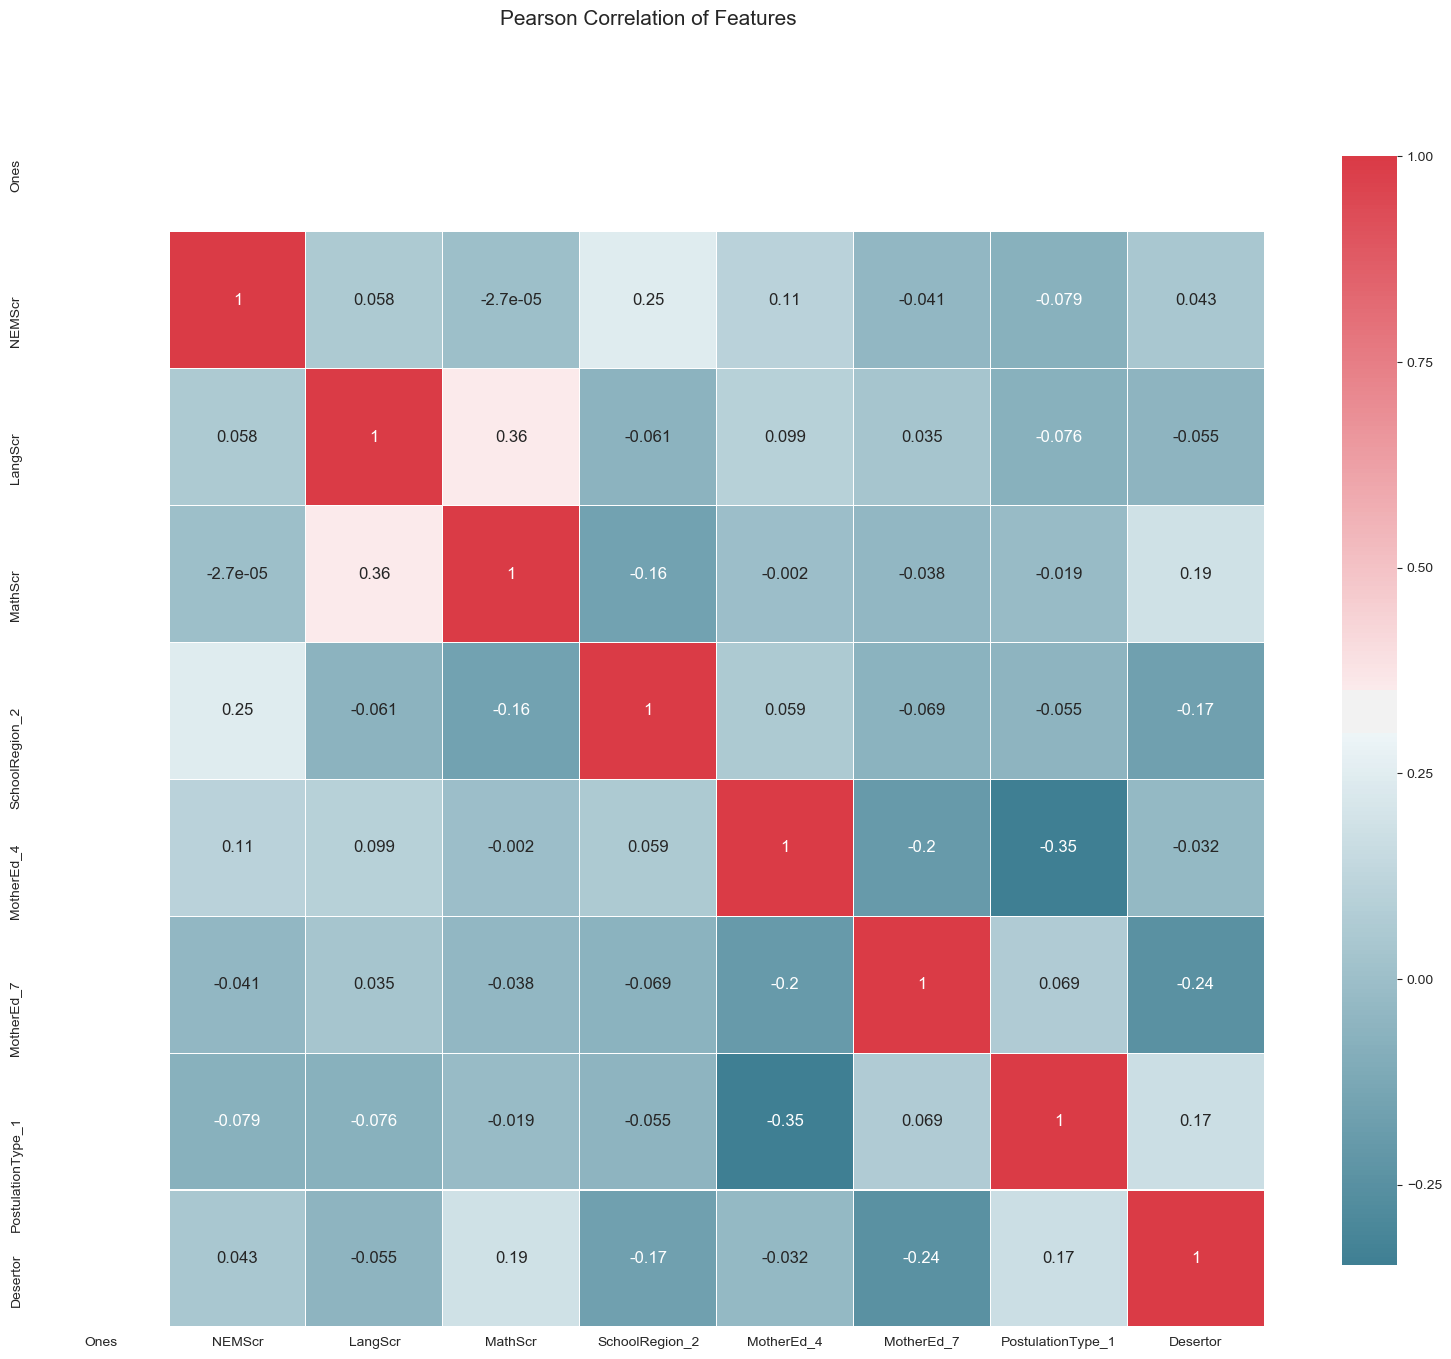 Pearson Correlation of Features
Ones
NEMScr 1 0.058 -2.7e-05 0.25 0.11 -0.041 -0.079 0.043
LangScr 0.058 1 0.36 -0.061 0.099 0.035 -0.076 -0.055
MathScr -2.7e-05 0.36 1 -0.16 -0.002 -0.038 -0.019 0.19
SchoolRegion_2 0.25 -0.061 -0.16 1 0.059 -0.069 -0.055 -0.17
MotherEd_4 0.11 0.099 -0.002 0.059 1 -0.2 -0.35 -0.032
MotherEd_7 -0.041 0.035 -0.038 -0.069 -0.2 1 0.069 -0.24
PostulationType_1 -0.079 -0.076 -0.019 -0.055 -0.35 0.069 1 0.17
Desertor 0.043 -0.055 0.19 -0.17 -0.032 -0.24 0.17 1
Ones NEMScr LangScr MathScr SchoolRegion_2 MotherEd_4 MotherEd_7 PostulationType_1 Desertor
1.00
0.75
0.50
0.25
0.00
−0.25